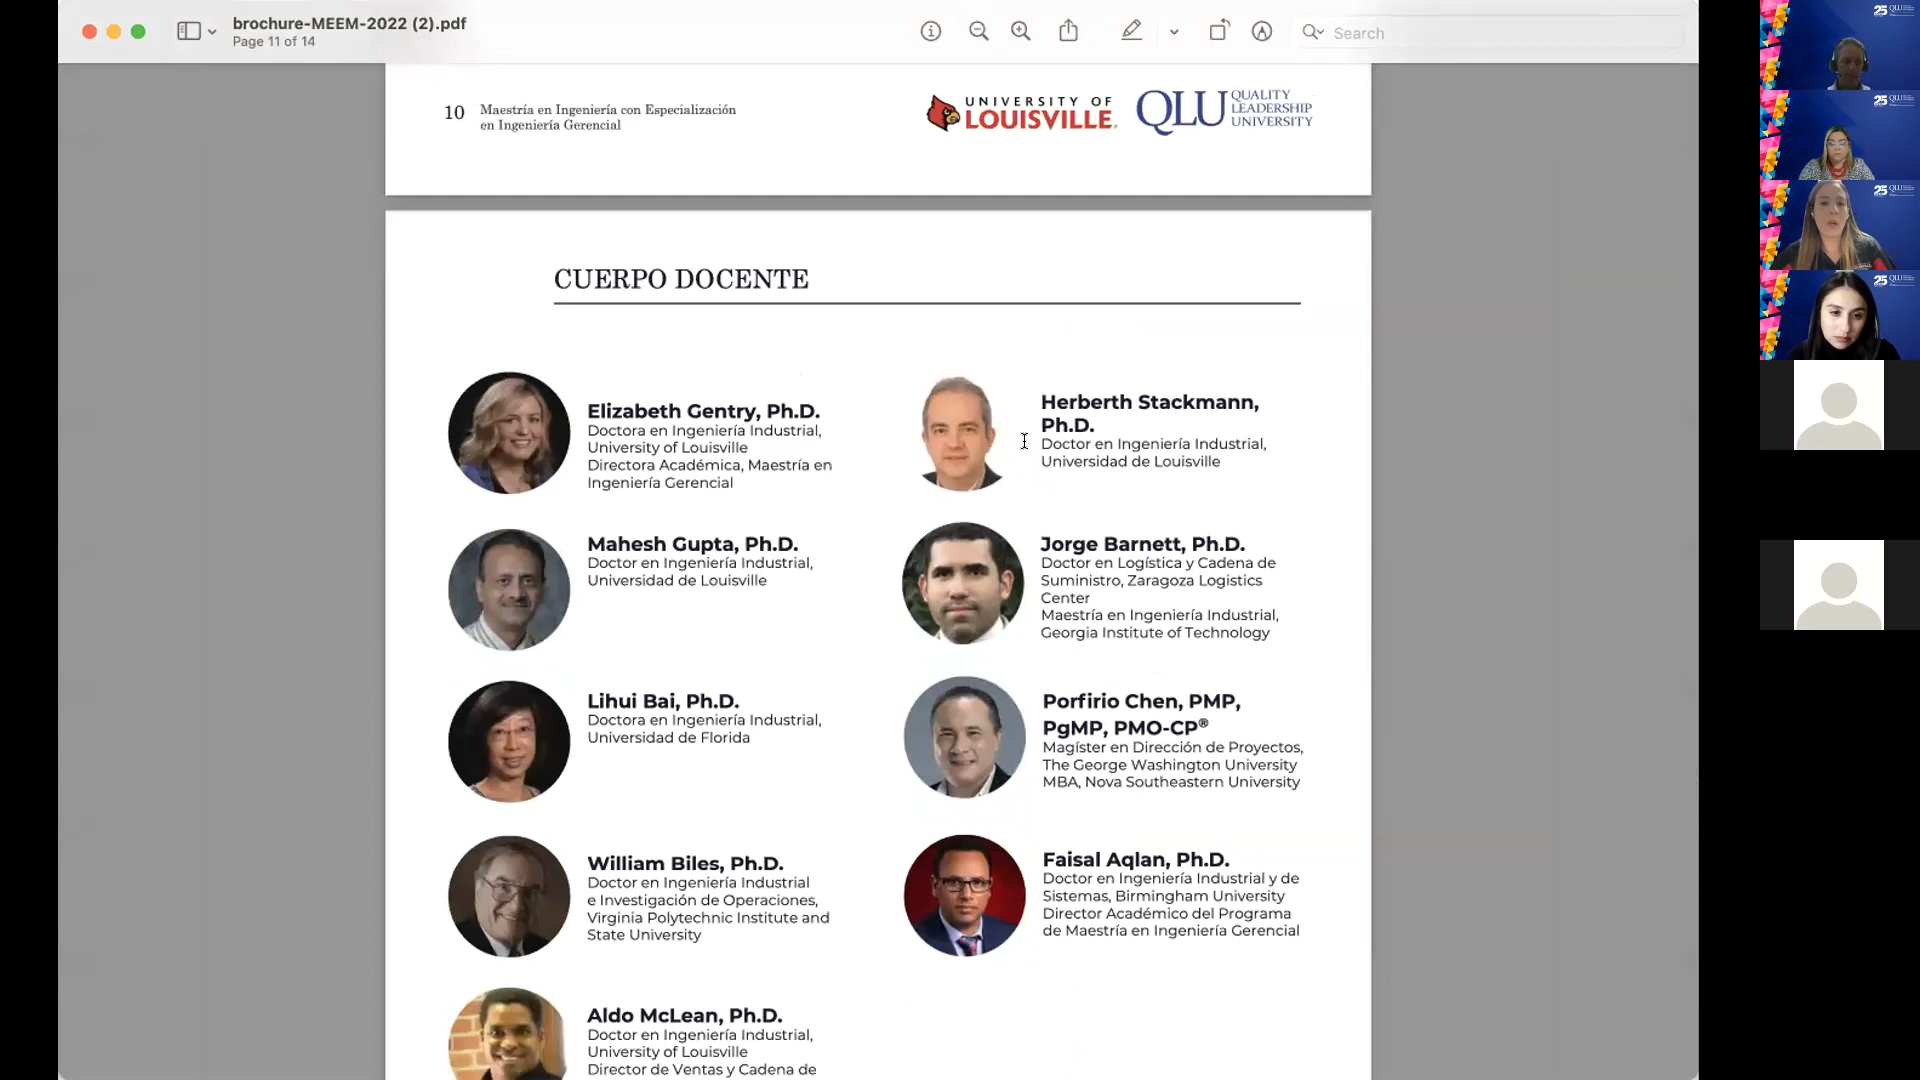 brochure-MEEM-2022 (2).pdf
Page 11 of 14
Search
10
Maestría en Ingeniería con Especialización
en Ingeniería Gerencial
UNIVERSITY OF
LOUISVILLE.
QLU
QUALITY
LEADERSHIP
UNIVERSITY
CUERPO DOCENTE
Elizabeth Gentry, Ph.D.
Doctora en Ingeniería Industrial,
University of Louisville
Directora Académica, Maestría en
Ingeniería Gerencial
Herberth Stackmann,
Ph.D.
Doctor en Ingeniería Industrial,
Universidad de Louisville
Mahesh Gupta, Ph.D.
Doctor en Ingeniería Industrial,
Universidad de Louisville
Jorge Barnett, Ph.D.
Doctor en Logística y Cadena de
Suministro, Zaragoza Logistics
Center
Maestría en Ingeniería Industrial,
Georgia Institute of Technology
Lihui Bai, Ph.D.
Doctora en Ingeniería Industrial,
Universidad de Florida
Porfirio Chen, PMP,
PgMP, PMO-CP®
Magíster en Dirección de Proyectos,
The George Washington University
MBA, Nova Southeastern University
William Biles, Ph.D.
Doctor en Ingeniería Industrial
e Investigación de Operaciones,
Virginia Polytechnic Institute and
State University
Faisal Aqlan, Ph.D.
Doctor en Ingeniería Industrial y de
Sistemas, Birmingham University
Director Académico del Programa
de Maestría en Ingeniería Gerencial
Aldo McLean, Ph.D.
Doctor en Ingeniería Industrial,
University of Louisville
Director de Ventas y Cadena de
25 QLU
25 QLU
25 QLU
25 QLU